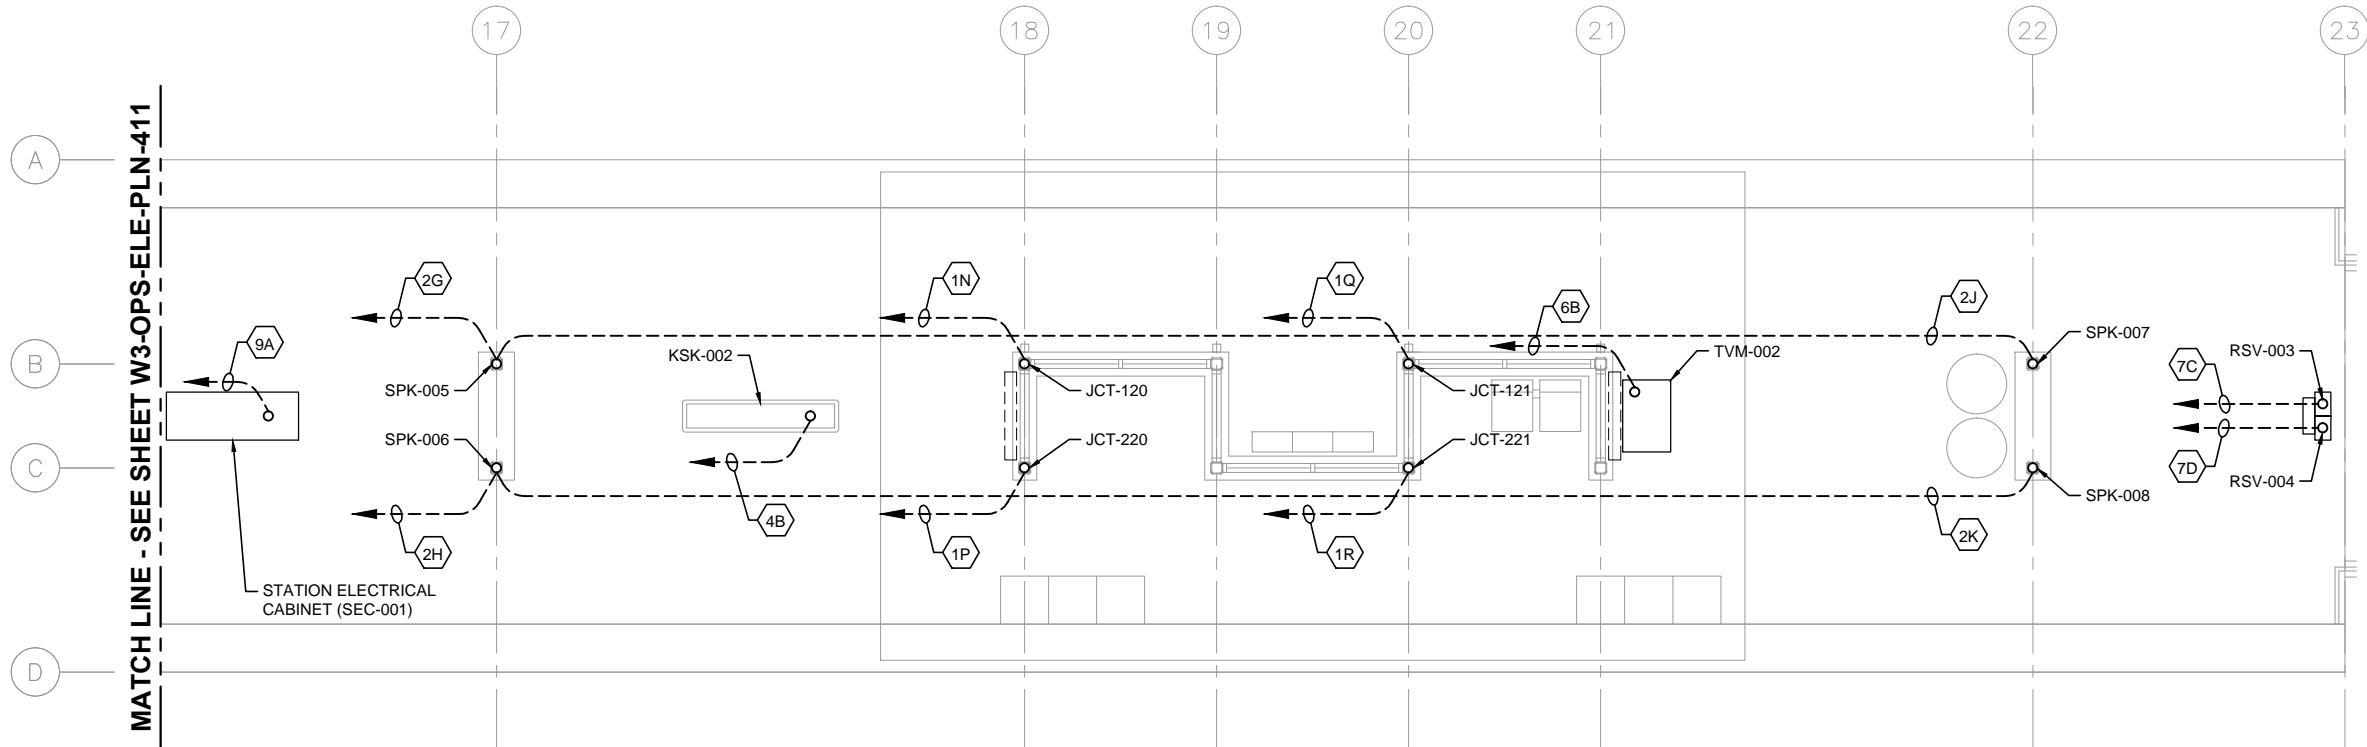 17
18
19
20
21
22
23
A
B
C
D
MATCH LINE - SEE SHEET W3-OPS-ELE-PLN-411
2G
1N
1Q
6B
2J
9A
KSK-002
SPK-005
SPK-006
JCT-120
JCT-220
JCT-121
JCT-221
TVM-002
SPK-007
SPK-008
RSV-003
7C
7D
RSV-004
2H
4B
1P
1R
2K
STATION ELECTRICAL
CABINET (SEC-001)